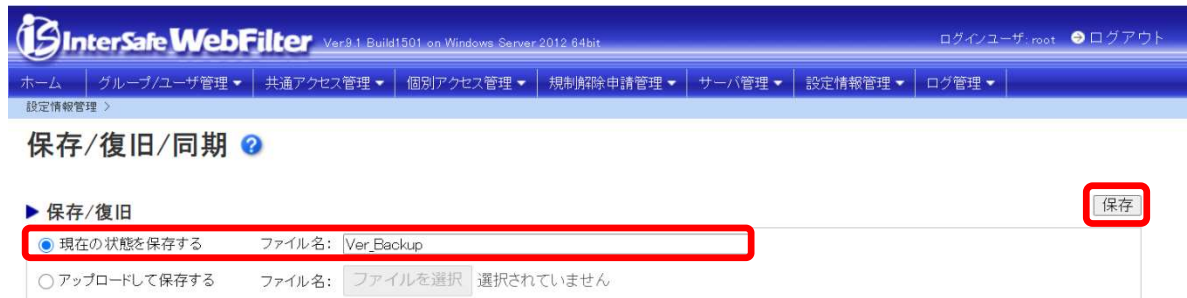 InterSafe WebFilter Ver.9.1 Build1501 on Windows Server 2012 64bit ログインユーザ: root ログアウト
ホーム グループ/ユーザ管理▼ 共通アクセス管理▼ 個別アクセス管理▼ 規制解除申請管理▼ サーバ管理▼ 設定情報管理▼ ログ管理▼
設定情報管理 >
保存/復旧/同期 ?
▶ 保存/復旧 保存
現在の状態を保存する ファイル名: Ver_Backup
アップロードして保存する ファイル名: ファイルを選択 選択されていません